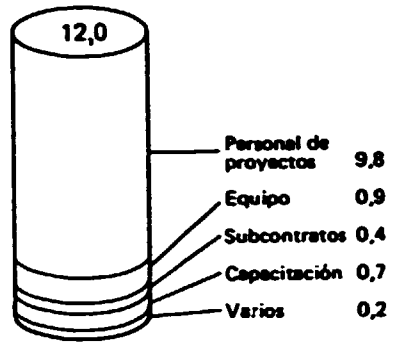 12,0
Personal de
proyectos 9,8
Equipo 0,9
Subcontratos 0,4
Capacitación 0,7
Varios 0,2